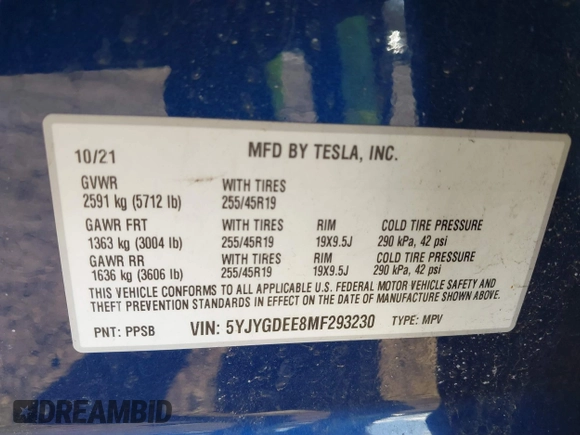 10/21 MFD BY TESLA, INC.
GVWR WITH TIRES
2591 kg (5712 lb) 255/45R19
GAWR FRT WITH TIRES RIM COLD TIRE PRESSURE
1363 kg (3004 lb) 255/45R19 19X9.5J 290 kPa, 42 psi
GAWR RR WITH TIRES RIM COLD TIRE PRESSURE
1636 kg (3606 lb) 255/45R19 19X9.5J 290 kPa, 42 psi
THIS VEHICLE CONFORMS TO ALL APPLICABLE U.S. FEDERAL MOTOR VEHICLE SAFETY AND
THEFT PREVENTION STANDARDS IN EFFECT ON THE DATE OF MANUFACTURE SHOWN ABOVE.
PNT: PPSB VIN: 5YJYGDEE8MF293230 TYPE: MPV
DREAMBID